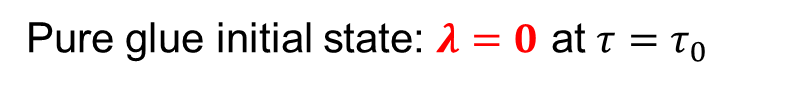 Pure glue initial state: λ = 0 at τ = τ₀